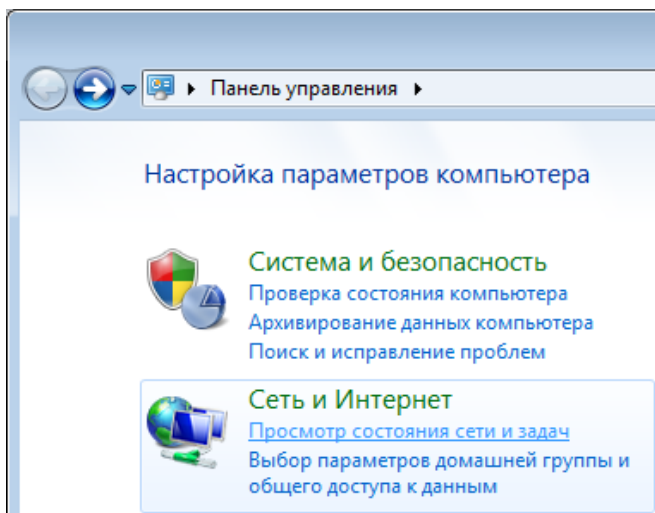 Панель управления
Настройка параметров компьютера
Система и безопасность
Проверка состояния компьютера
Архивирование данных компьютера
Поиск и исправление проблем
Сеть и Интернет
Просмотр состояния сети и задач
Выбор параметров домашней группы и
общего доступа к данным